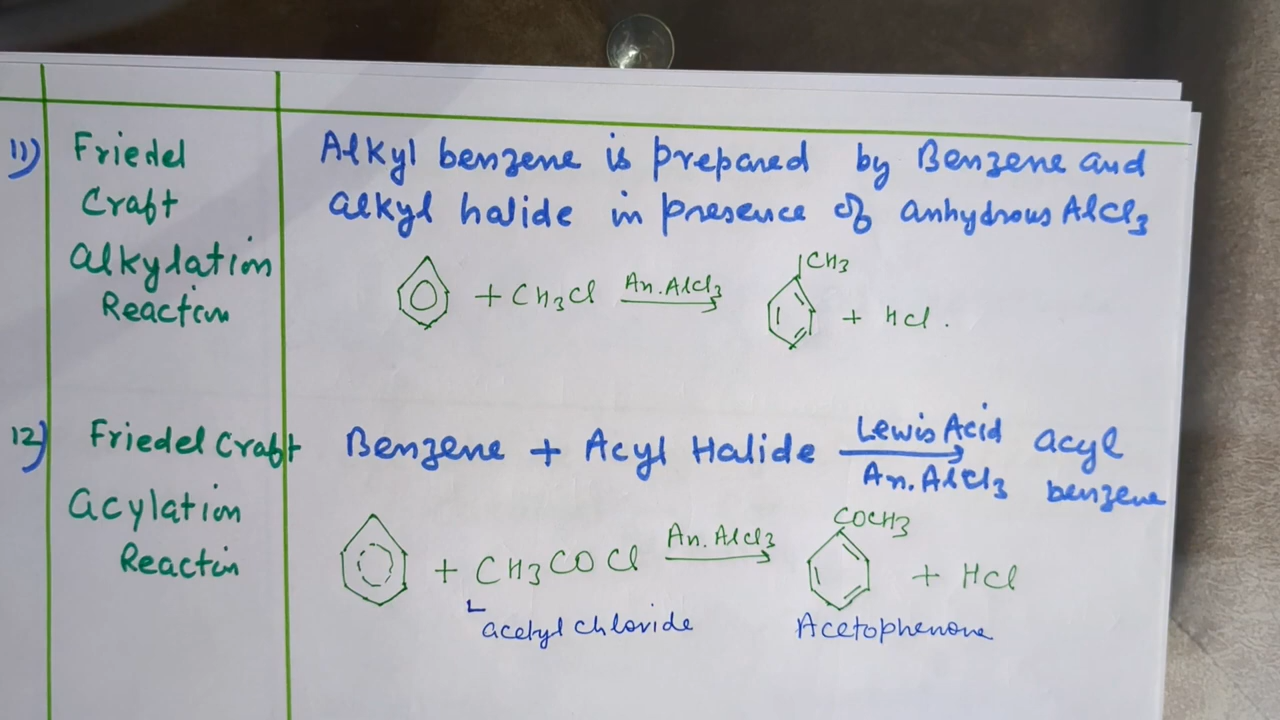 11) Friedel Craft Alkylation Reaction
Alkyl benzene is prepared by Benzene and
alkyl halide in presence of anhydrous AlCl3
+ CH3Cl An.AlCl3 CH3 + HCl.
12) Friedel Craft acylation Reaction
Benzene + Acyl Halide Lewis Acid An.AlCl3 acyl benzene
+ CH3COCl An.AlCl3 COCH3 + HCl
acetyl chloride Acetophenone